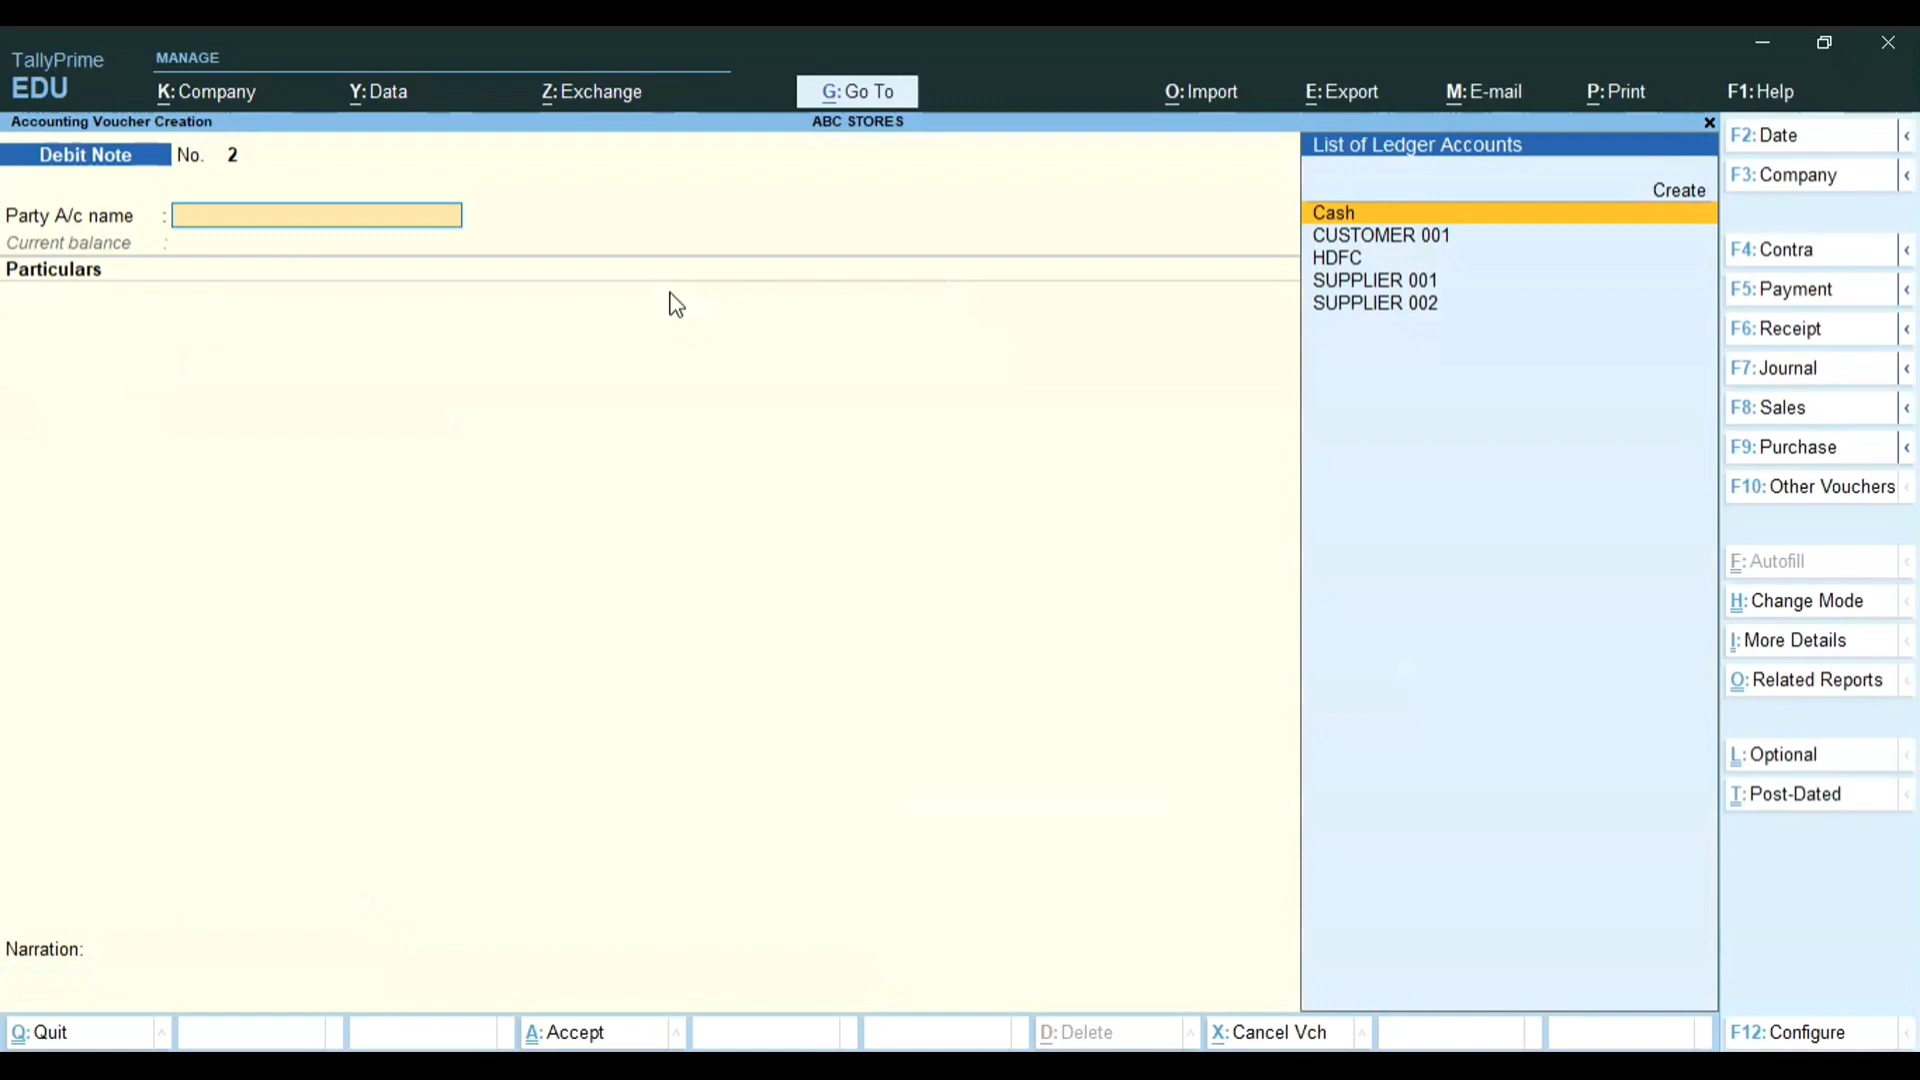 TallyPrime
EDU
MANAGE
K: Company
Y: Data
Z: Exchange
G: Go To
O: Import
E: Export
M: E-mail
P: Print
F1: Help
Accounting Voucher Creation
ABC STORES
Debit Note No. 2
Party A/c name :
Current balance :
Particulars
Narration:
List of Ledger Accounts
Create
Cash
CUSTOMER 001
HDFC
SUPPLIER 001
SUPPLIER 002
F2: Date
F3: Company
F4: Contra
F5: Payment
F6: Receipt
F7: Journal
F8: Sales
F9: Purchase
F10: Other Vouchers
F: Autofill
H: Change Mode
I: More Details
O: Related Reports
L: Optional
T: Post-Dated
Q: Quit
A: Accept
D: Delete
X: Cancel Vch
F12: Configure